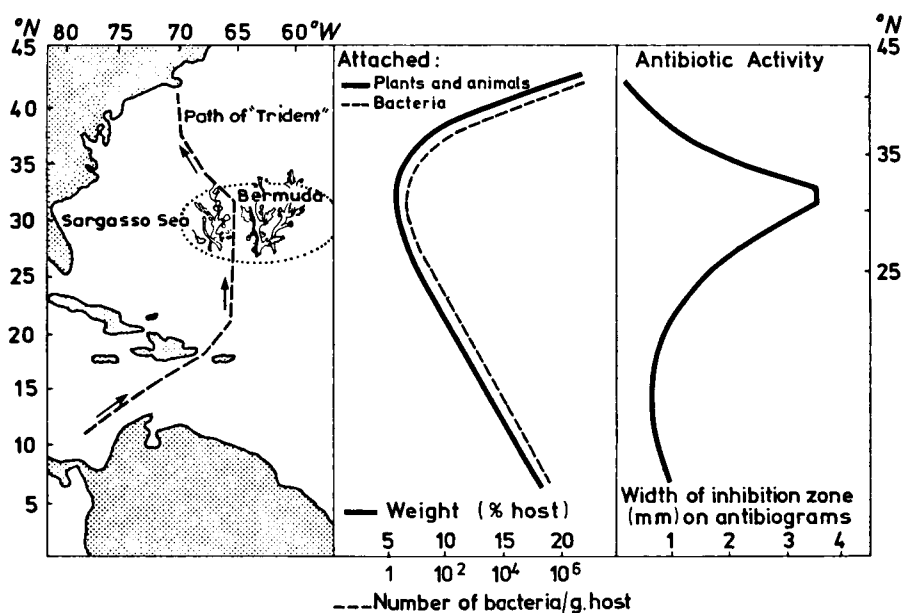 °N 80 70 60 °W
75 65
45
40
35
30
25
20
15
10
5
Path of "Trident"
Bermuda
Sargasso Sea
Attached :
Plants and animals
Bacteria
Weight (% host)
5 10 15 20
1 10² 10⁴ 10⁶
Number of bacteria/g. host
Antibiotic Activity
Width of inhibition zone
(mm) on antibiograms
1 2 3 4
°N
45
35
25